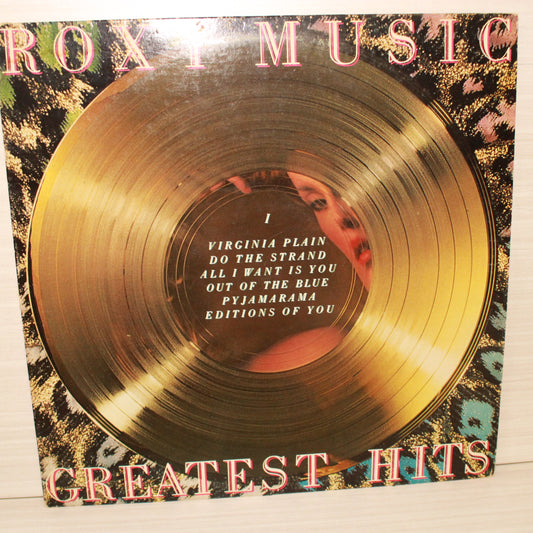 ROXY MUSIC
I
VIRGINIA PLAIN
DO THE STRAND
ALL I WANT IS YOU
OUT OF THE BLUE
PYJAMARAMA
EDITIONS OF YOU
GREATEST HITS